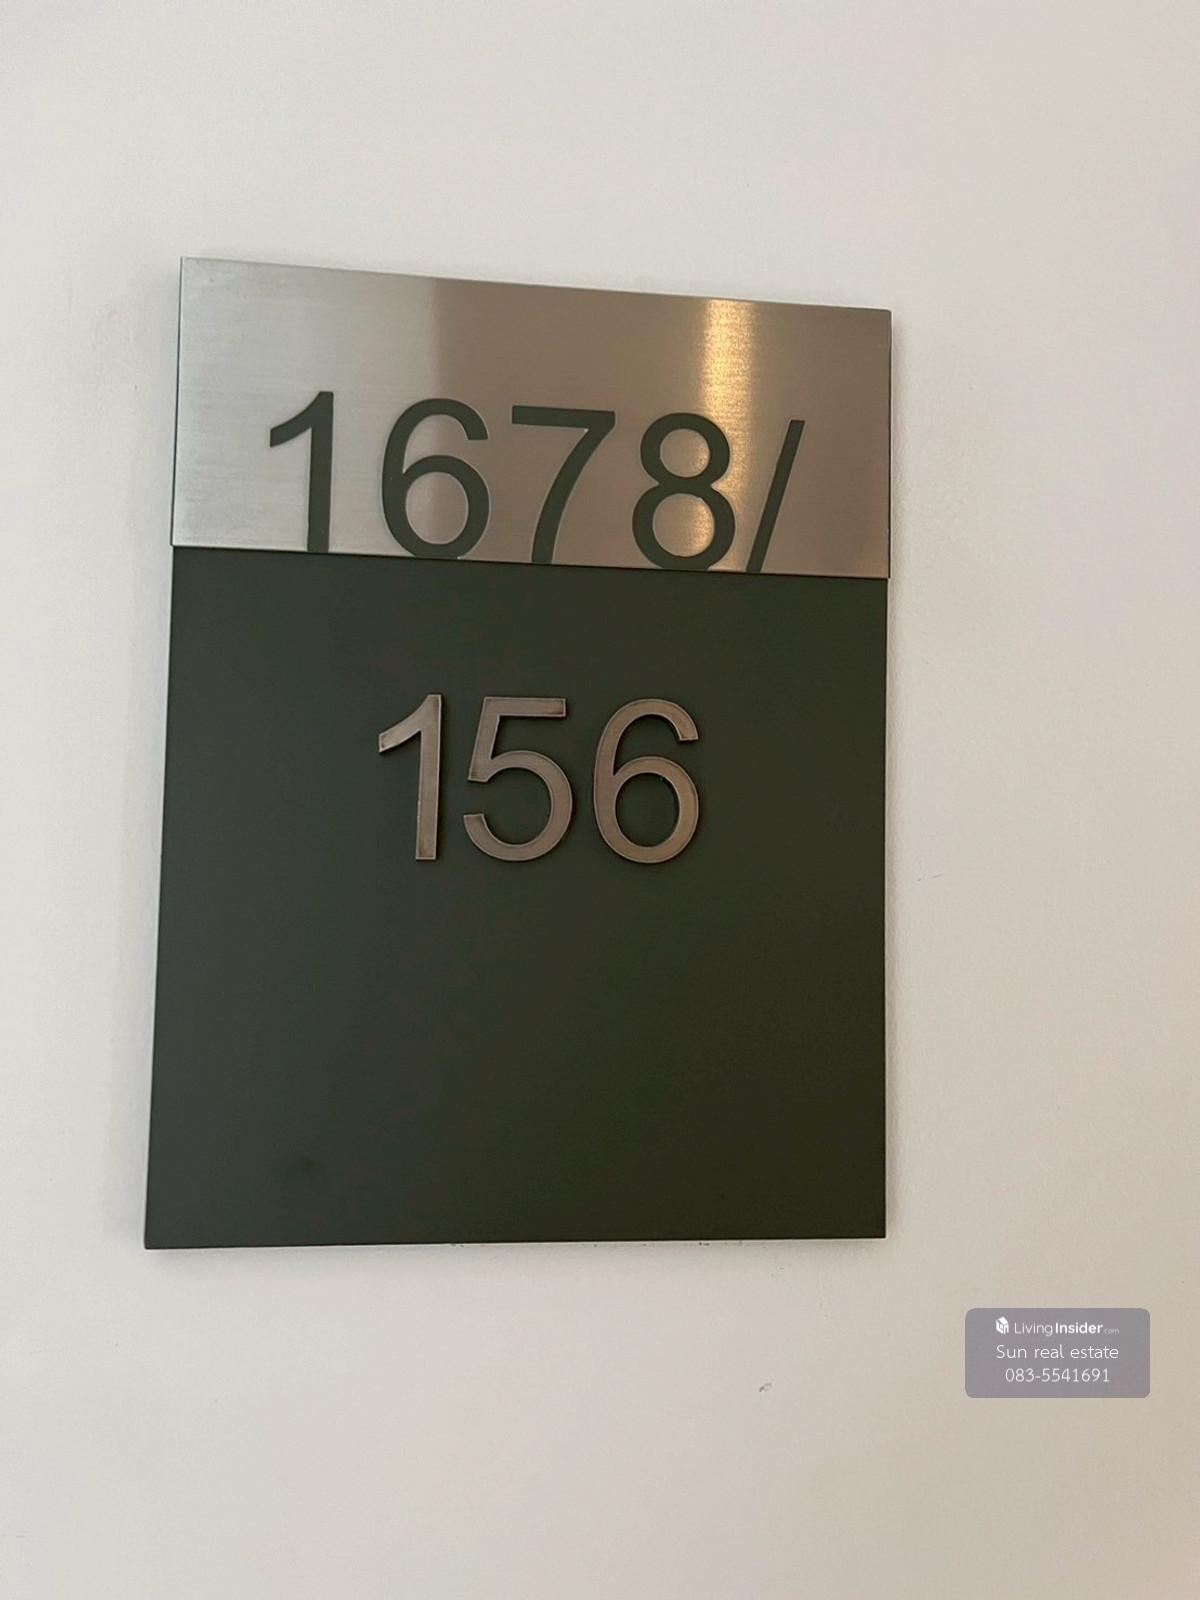 1678/
156
LivingInsider.com
Sun real estate
083-5541691